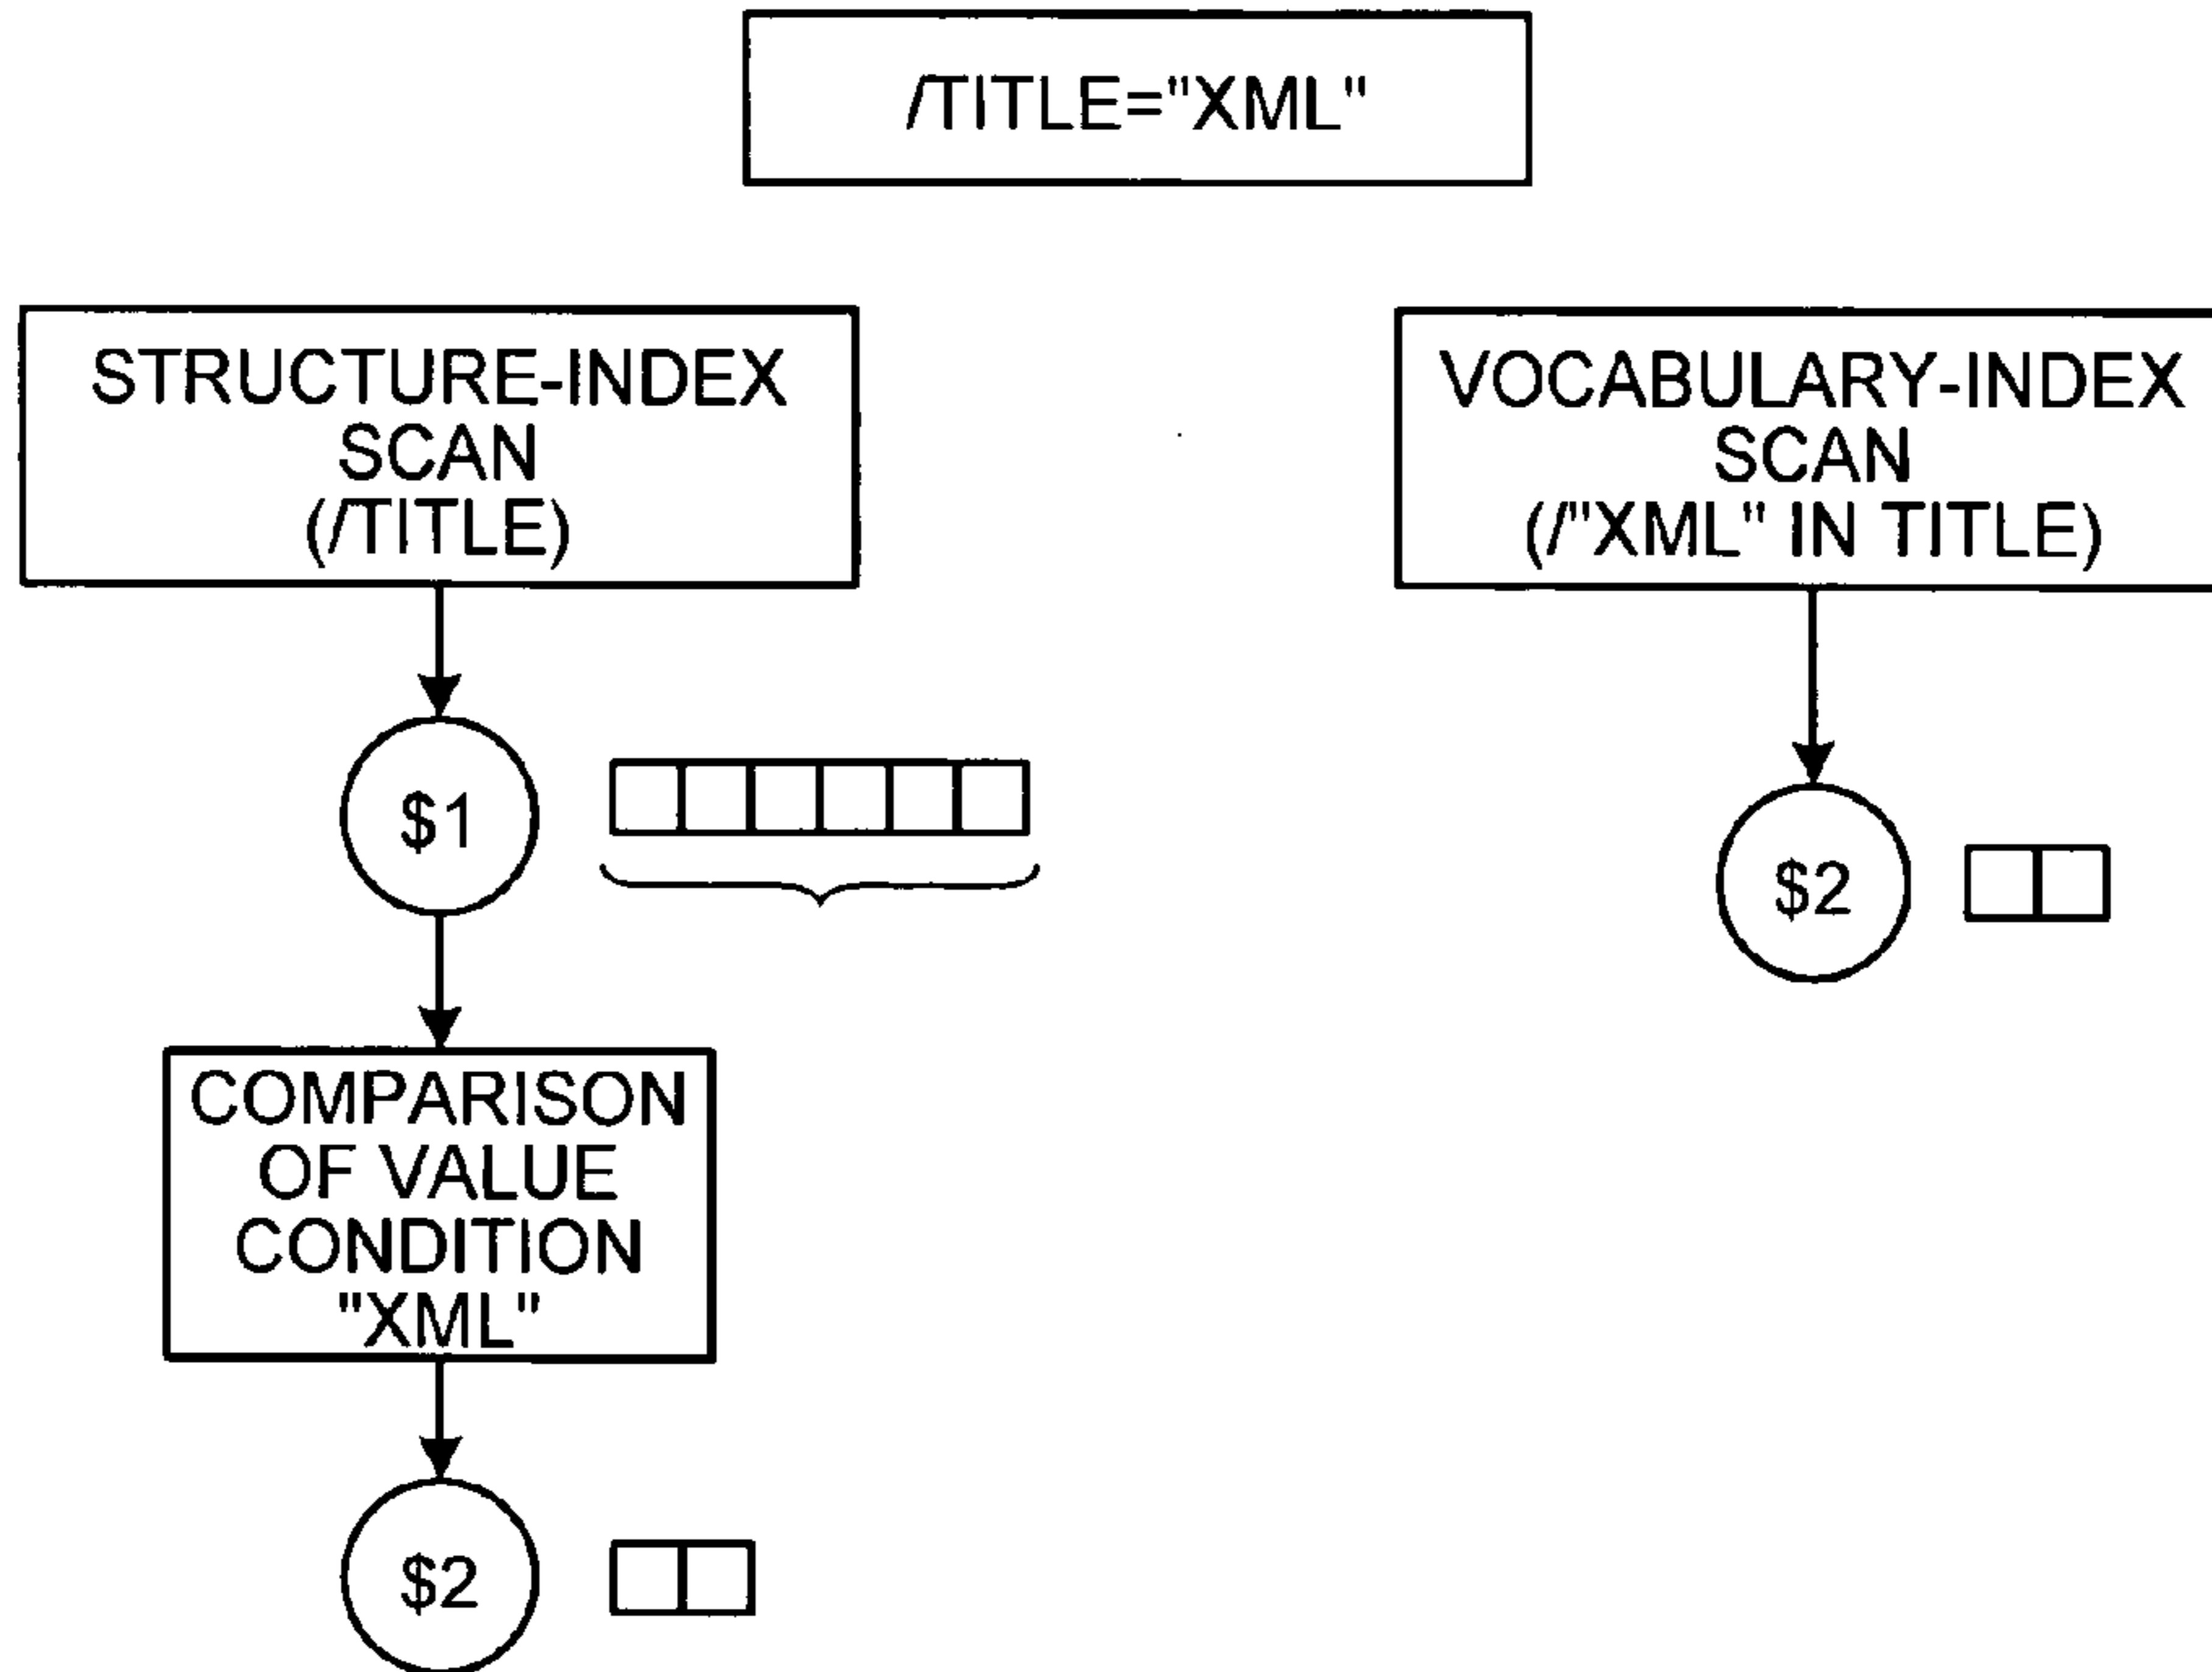 /TITLE="XML"
STRUCTURE-INDEX
SCAN
(/TITLE)
$1
COMPARISON
OF VALUE
CONDITION
"XML"
$2
VOCABULARY-INDEX
SCAN
(/"XML" IN TITLE)
$2